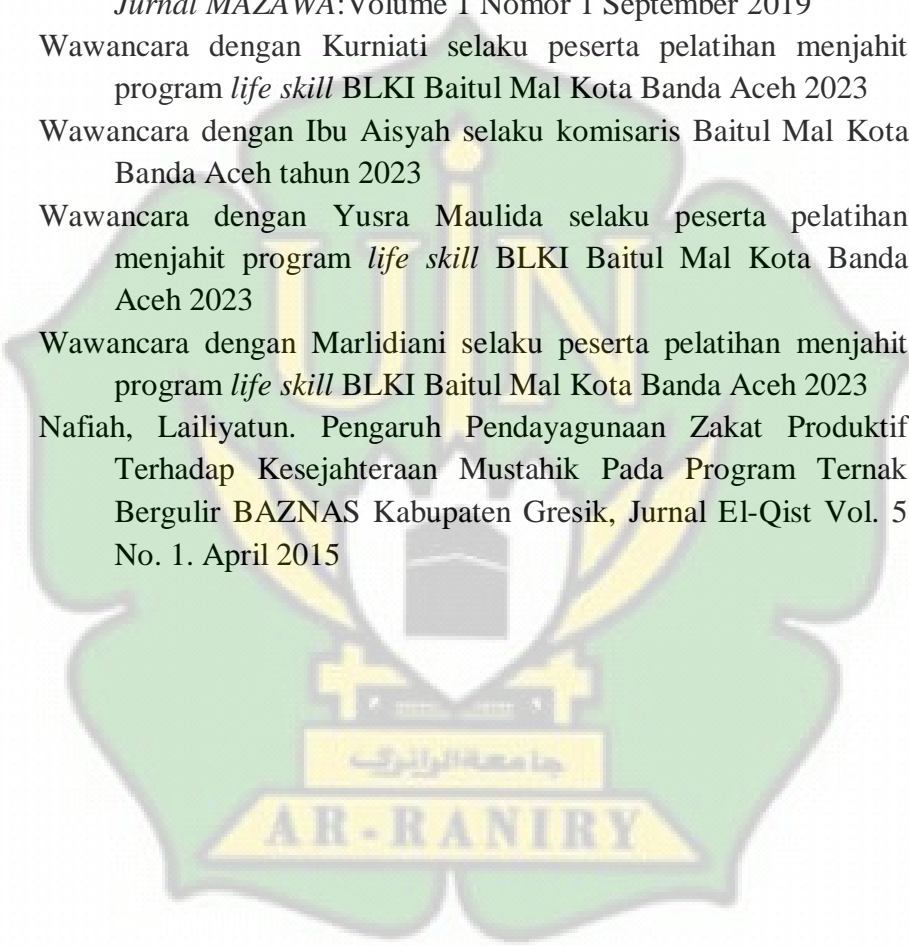 Jurnal MAZAWA:Volume 1 Nomor 1 September 2019
Wawancara dengan Kurniati selaku peserta pelatihan menjahit
program life skill BLKI Baitul Mal Kota Banda Aceh 2023
Wawancara dengan Ibu Aisyah selaku komisaris Baitul Mal Kota
Banda Aceh tahun 2023
Wawancara dengan Yusra Maulida selaku peserta pelatihan
menjahit program life skill BLKI Baitul Mal Kota Banda
Aceh 2023
Wawancara dengan Marlidiani selaku peserta pelatihan menjahit
program life skill BLKI Baitul Mal Kota Banda Aceh 2023
Nafiah, Lailiyatun. Pengaruh Pendayagunaan Zakat Produktif
Terhadap Kesejahteraan Mustahik Pada Program Ternak
Bergulir BAZNAS Kabupaten Gresik, Jurnal El-Qist Vol. 5
No. 1. April 2015
UIN
جامعة الرانري
AR-RANIRY